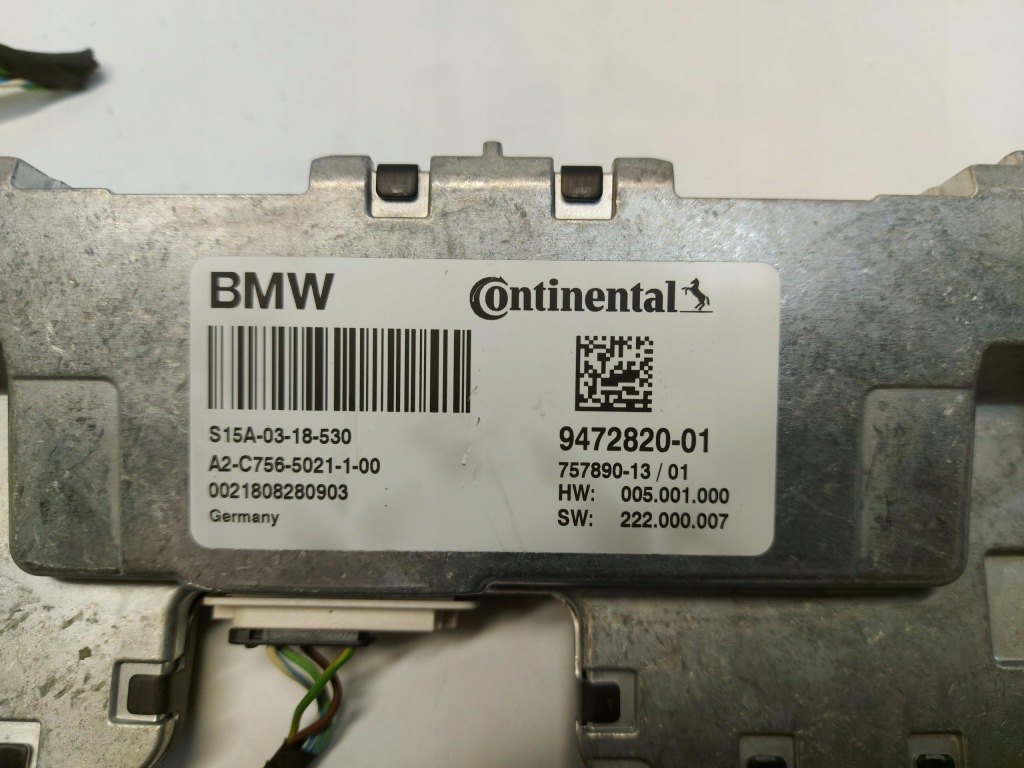 BMW
Continental
S15A-03-18-530
A2-C756-5021-1-00
0021808280903
Germany
9472820-01
757890-13 / 01
HW: 005.001.000
SW: 222.000.007